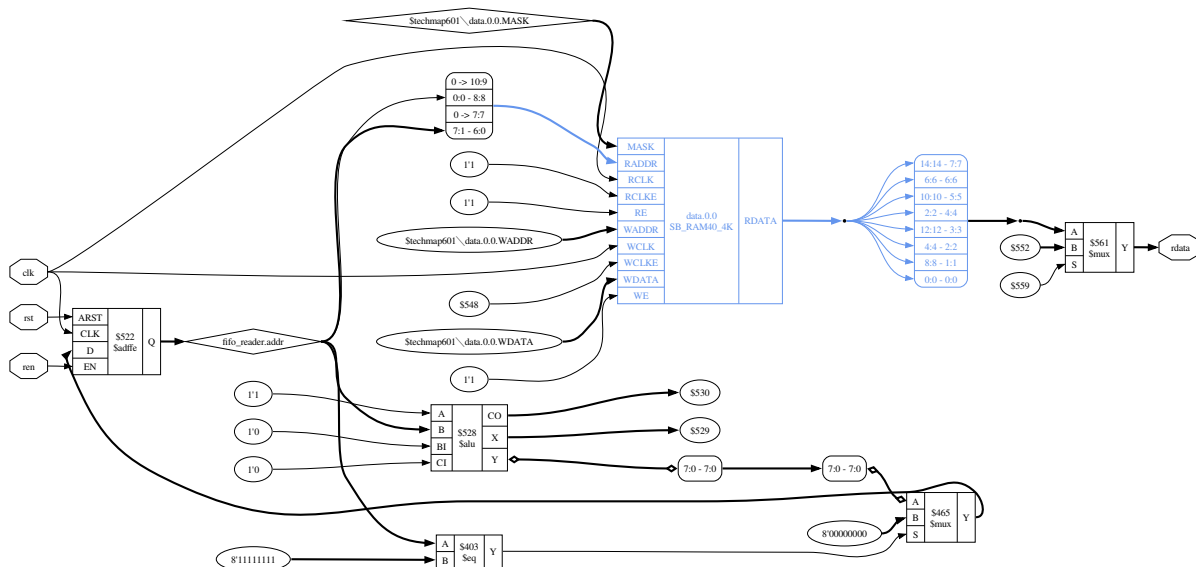 $techmap601\data.0.0.MASK
0 -> 10:9
0:0 - 8:8
0 -> 7:7
7:1 - 6:0
1'1
1'1
$techmap601\data.0.0.WADDR
$548
$techmap601\data.0.0.WDATA
1'1
MASK
RADDR
RCLK
RCLKE
RE
WADDR
WCLK
WCLKE
WDATA
WE
data.0.0
SB_RAM40_4K
RDATA
14:14 - 7:7
6:6 - 6:6
10:10 - 5:5
2:2 - 4:4
12:12 - 3:3
4:4 - 2:2
8:8 - 1:1
0:0 - 0:0
$552
$559
A
B
S
$561
$mux
Y
rdata
clk
rst
ren
ARST
CLK
D
EN
$522
$adffe
Q
fifo_reader.addr
1'1
1'0
1'0
A
B
BI
CI
$528
$alu
CO
X
Y
$530
$529
7:0 - 7:0
7:0 - 7:0
8'00000000
A
B
S
$465
$mux
Y
8'11111111
A
B
$403
$eq
Y